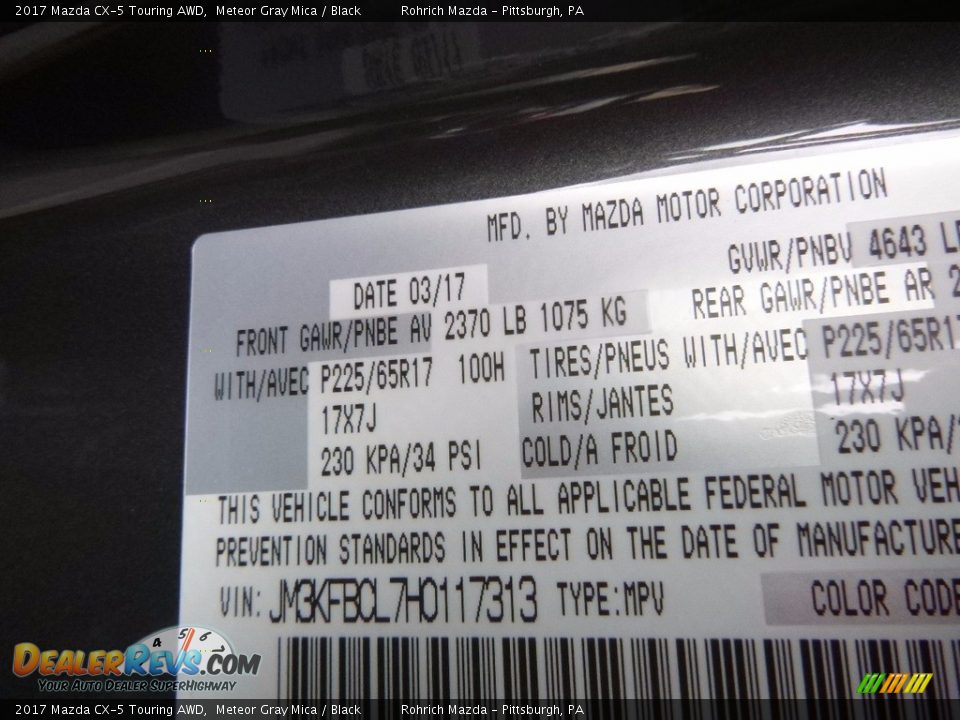 2017 Mazda CX-5 Touring AWD, Meteor Gray Mica / Black Rohrich Mazda - Pittsburgh, PA
MFD. BY MAZDA MOTOR CORPORATION
GVWR/PNBV 4643
DATE 03/17
FRONT GAWR/PNBE AV 2370 LB 1075 KG REAR GAWR/PNBE AR
WITH/AVEC P225/65R17 100H TIRES/PNEUS WITH/AVEC P225/65R17
17X7J RIMS/JANTES 17X7J
230 KPA/34 PSI COLD/A FROID 230 KPA/
THIS VEHICLE CONFORMS TO ALL APPLICABLE FEDERAL MOTOR VEH
PREVENTION STANDARDS IN EFFECT ON THE DATE OF MANUFACTURE
VIN: JM3KFBCL7H0117313 TYPE:MPV COLOR CODE
4 5 6
DEALERREVS.COM
YOUR AUTO DEALER SUPERHIGHWAY
2017 Mazda CX-5 Touring AWD, Meteor Gray Mica / Black Rohrich Mazda - Pittsburgh, PA